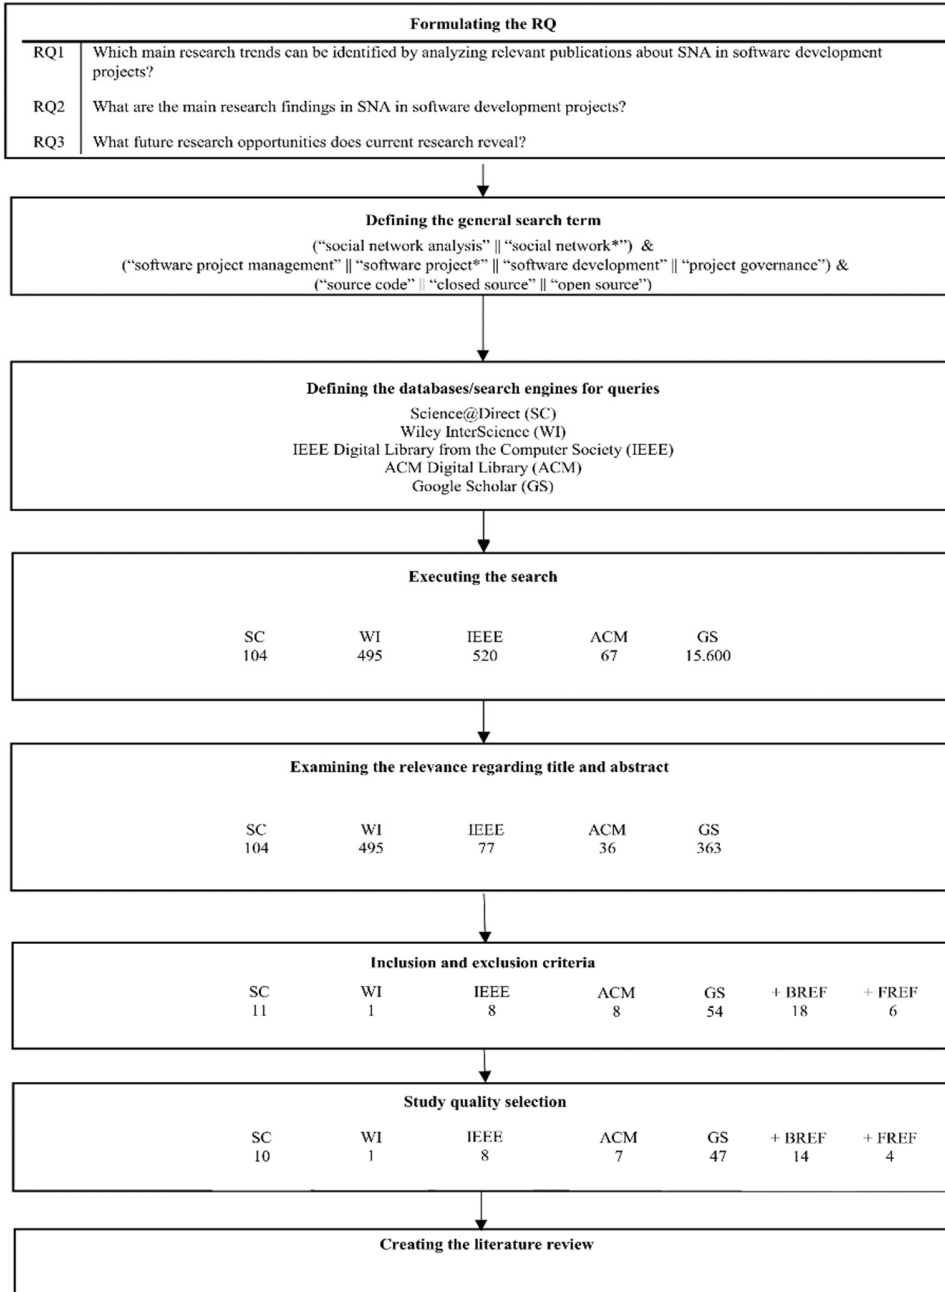 Formulating the RQ
RQ1 Which main research trends can be identified by analyzing relevant publications about SNA in software development
projects?
RQ2 What are the main research findings in SNA in software development projects?
RQ3 What future research opportunities does current research reveal?
Defining the general search term
(“social network analysis” || “social network*”) &
(“software project management” || “software project*” || “software development” || “project governance”) &
(“source code” || “closed source” || “open source”)
Defining the databases/search engines for queries
Science@Direct (SC)
Wiley InterScience (WI)
IEEE Digital Library from the Computer Society (IEEE)
ACM Digital Library (ACM)
Google Scholar (GS)
Executing the search
SC WI IEEE ACM GS
104 495 520 67 15.600
Examining the relevance regarding title and abstract
SC WI IEEE ACM GS
104 495 77 36 363
Inclusion and exclusion criteria
SC WI IEEE ACM GS + BREF + FREF
11 1 8 8 54 18 6
Study quality selection
SC WI IEEE ACM GS + BREF + FREF
10 1 8 7 47 14 4
Creating the literature review